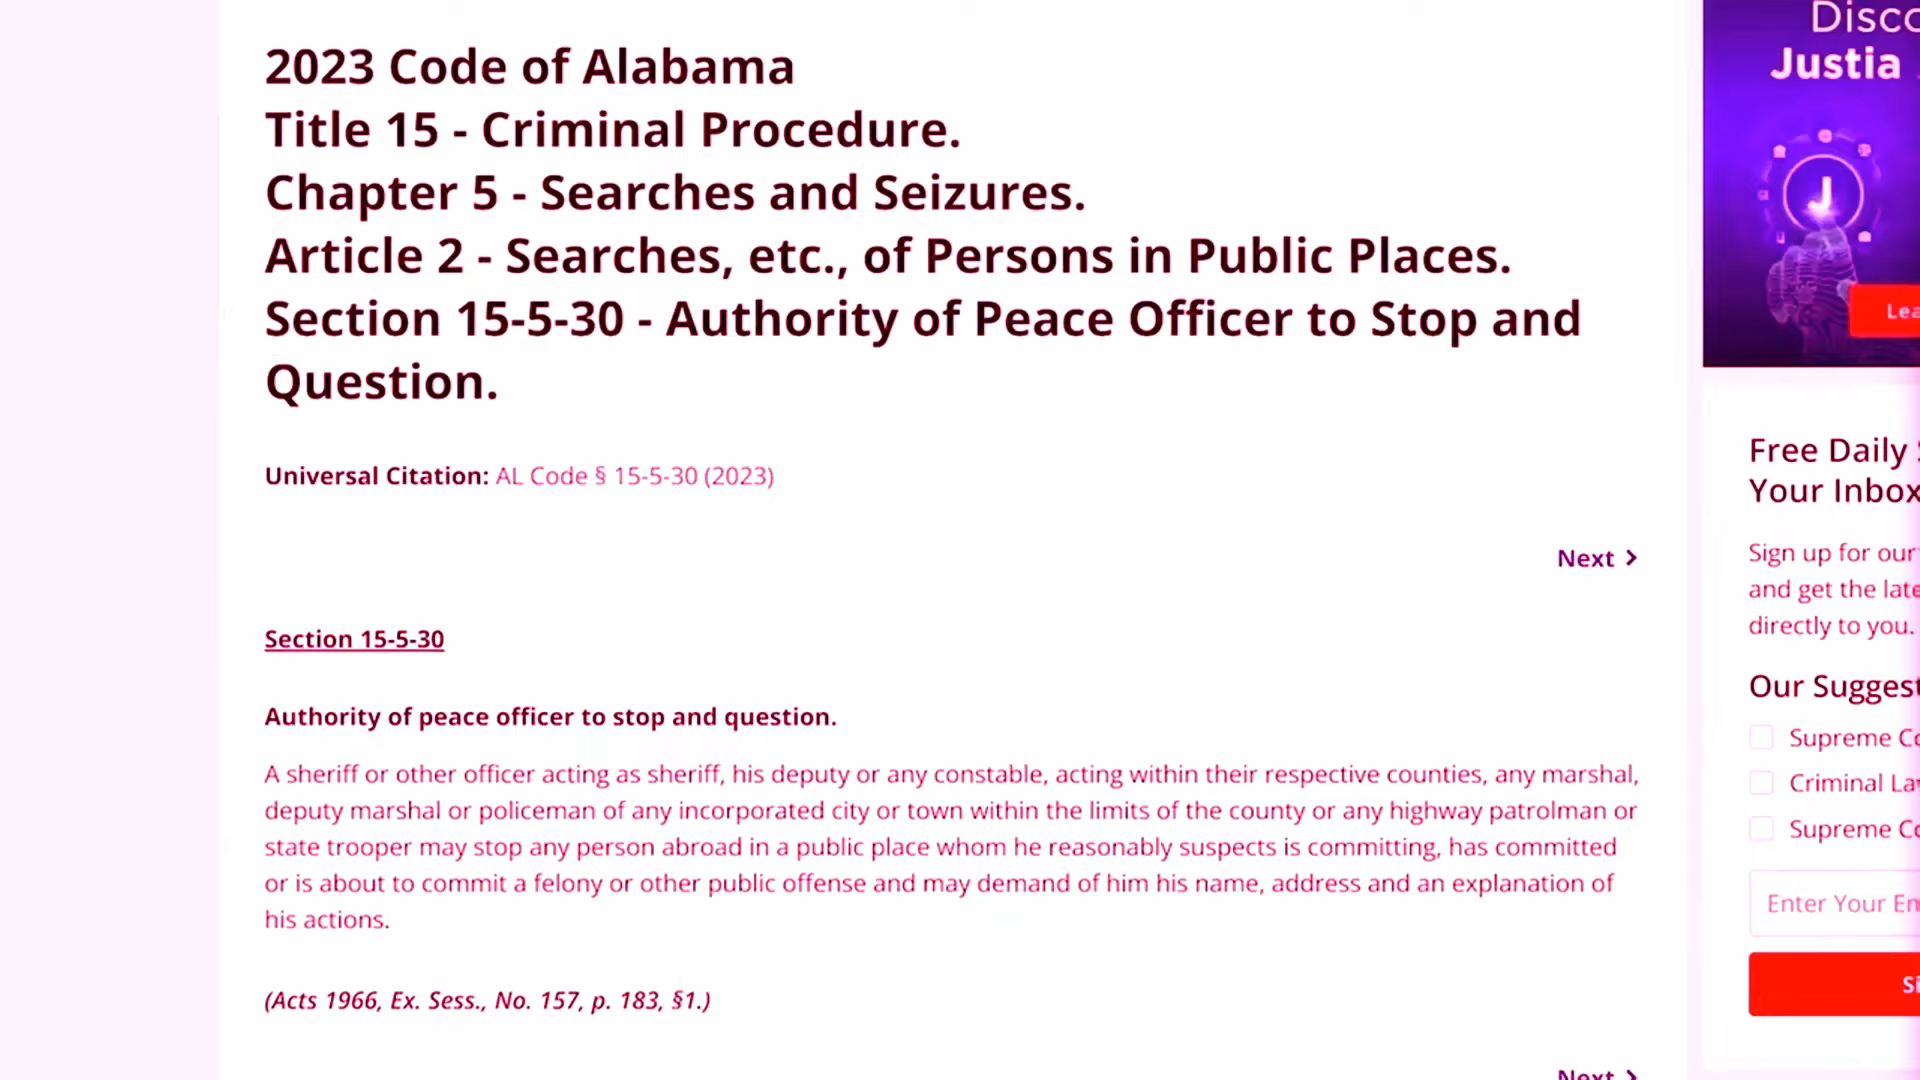 2023 Code of Alabama
Title 15 - Criminal Procedure.
Chapter 5 - Searches and Seizures.
Article 2 - Searches, etc., of Persons in Public Places.
Section 15-5-30 - Authority of Peace Officer to Stop and
Question.
Universal Citation: AL Code § 15-5-30 (2023)
Next >
Section 15-5-30
Authority of peace officer to stop and question.
A sheriff or other officer acting as sheriff, his deputy or any constable, acting within their respective counties, any marshal,
deputy marshal or policeman of any incorporated city or town within the limits of the county or any highway patrolman or
state trooper may stop any person abroad in a public place whom he reasonably suspects is committing, has committed
or is about to commit a felony or other public offense and may demand of him his name, address and an explanation of
his actions.
(Acts 1966, Ex. Sess., No. 157, p. 183, §1.)
Next >
Justia
J
Free Daily
Your Inbox
Sign up for our
and get the
directly to you.
Our
Supreme
Criminal
Supreme
Enter Your